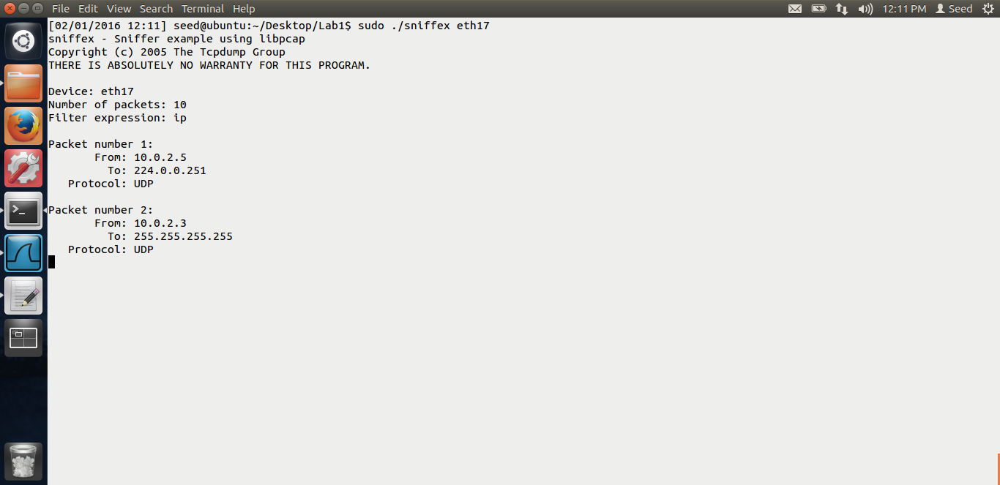 File Edit View Search Terminal Help 12:11 PM Seed
[02/01/2016 12:11] seed@ubuntu:~/Desktop/Lab1$ sudo ./sniffex eth17
sniffex - Sniffer example using libpcap
Copyright (c) 2005 The Tcpdump Group
THERE IS ABSOLUTELY NO WARRANTY FOR THIS PROGRAM.

Device: eth17
Number of packets: 10
Filter expression: ip

Packet number 1:
       From: 10.0.2.5
         To: 224.0.0.251
   Protocol: UDP

Packet number 2:
       From: 10.0.2.3
         To: 255.255.255.255
   Protocol: UDP